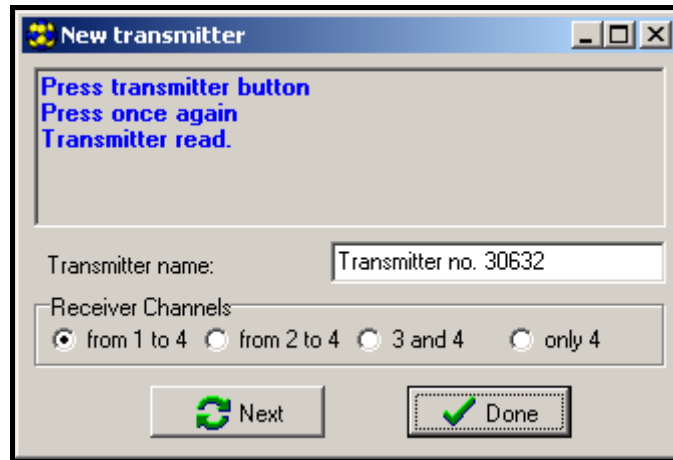 New transmitter
Press transmitter button
Press once again
Transmitter read.
Transmitter name: Transmitter no. 30632
Receiver Channels
from 1 to 4 from 2 to 4 3 and 4 only 4
Next Done